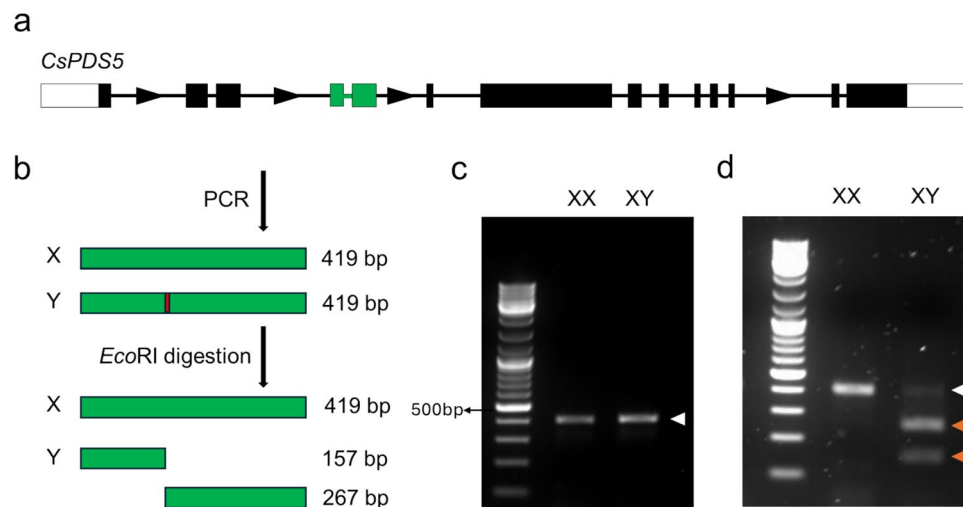 a
CsPDS5
b
PCR
X 419 bp
Y 419 bp
EcoRI digestion
X 419 bp
Y 157 bp
267 bp
c
XX XY
500bp
d
XX XY